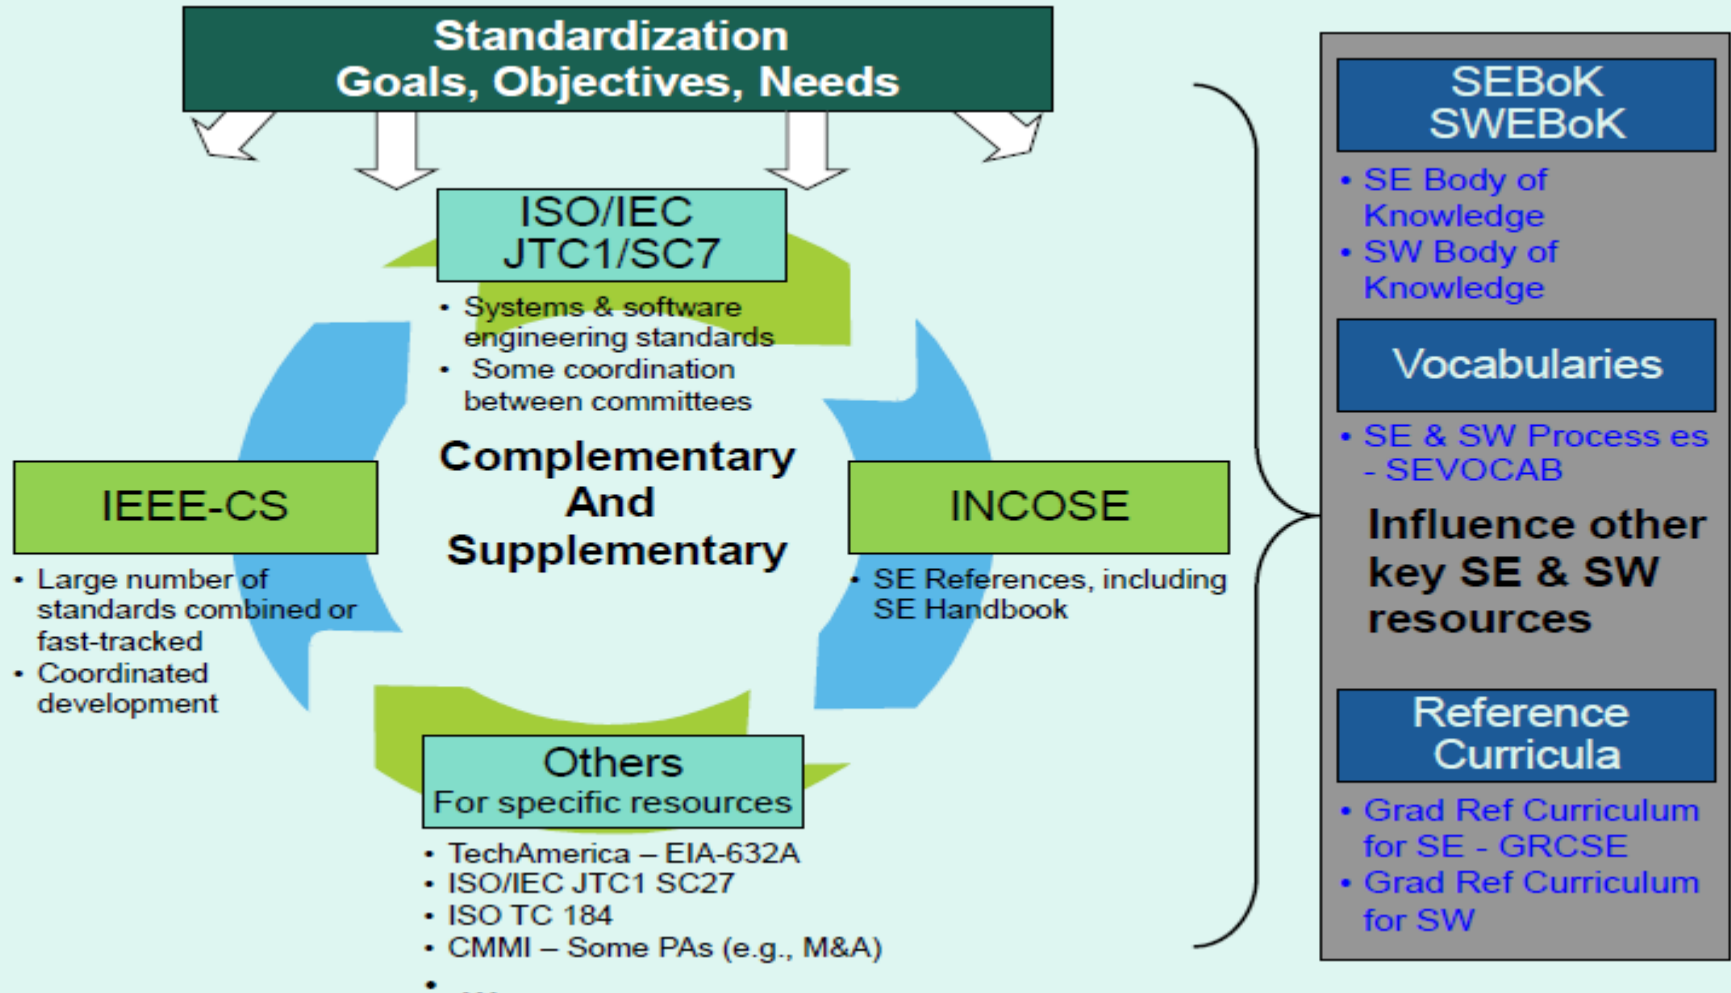 Standardization
Goals, Objectives, Needs
ISO/IEC
JTC1/SC7
• Systems & software
engineering standards
• Some coordination
between committees
Complementary
And
Supplementary
IEEE-CS
• Large number of
standards combined or
fast-tracked
• Coordinated
development
INCOSE
• SE References, including
SE Handbook
Others
For specific resources
• TechAmerica – EIA-632A
• ISO/IEC JTC1 SC27
• ISO TC 184
• CMMI – Some PAs (e.g., M&A)
• ...
SEBoK
SWEBoK
• SE Body of
Knowledge
• SW Body of
Knowledge
Vocabularies
• SE & SW Process es
- SEVOCAB
Influence other
key SE & SW
resources
Reference
Curricula
• Grad Ref Curriculum
for SE - GRCSE
• Grad Ref Curriculum
for SW